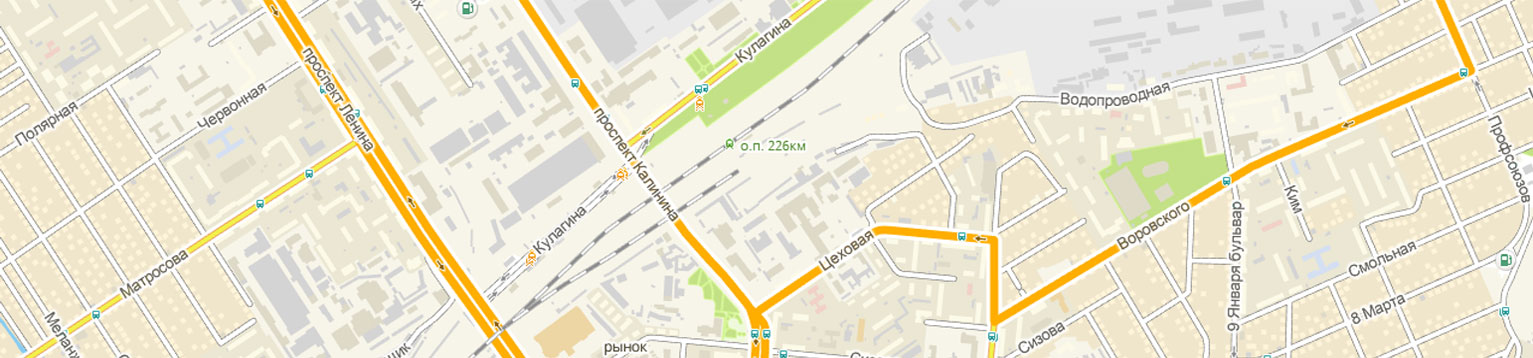 Полярная
Червонная
проспект Ленина
Кулагина
проспект Калинина
о.п. 226км
Водопроводная
Профсоюзов
Ким
Воровского
9 Января бульвар
Цеховая
Кулагина
Матросова
Смольная
8 Марта
Сизова
рынок